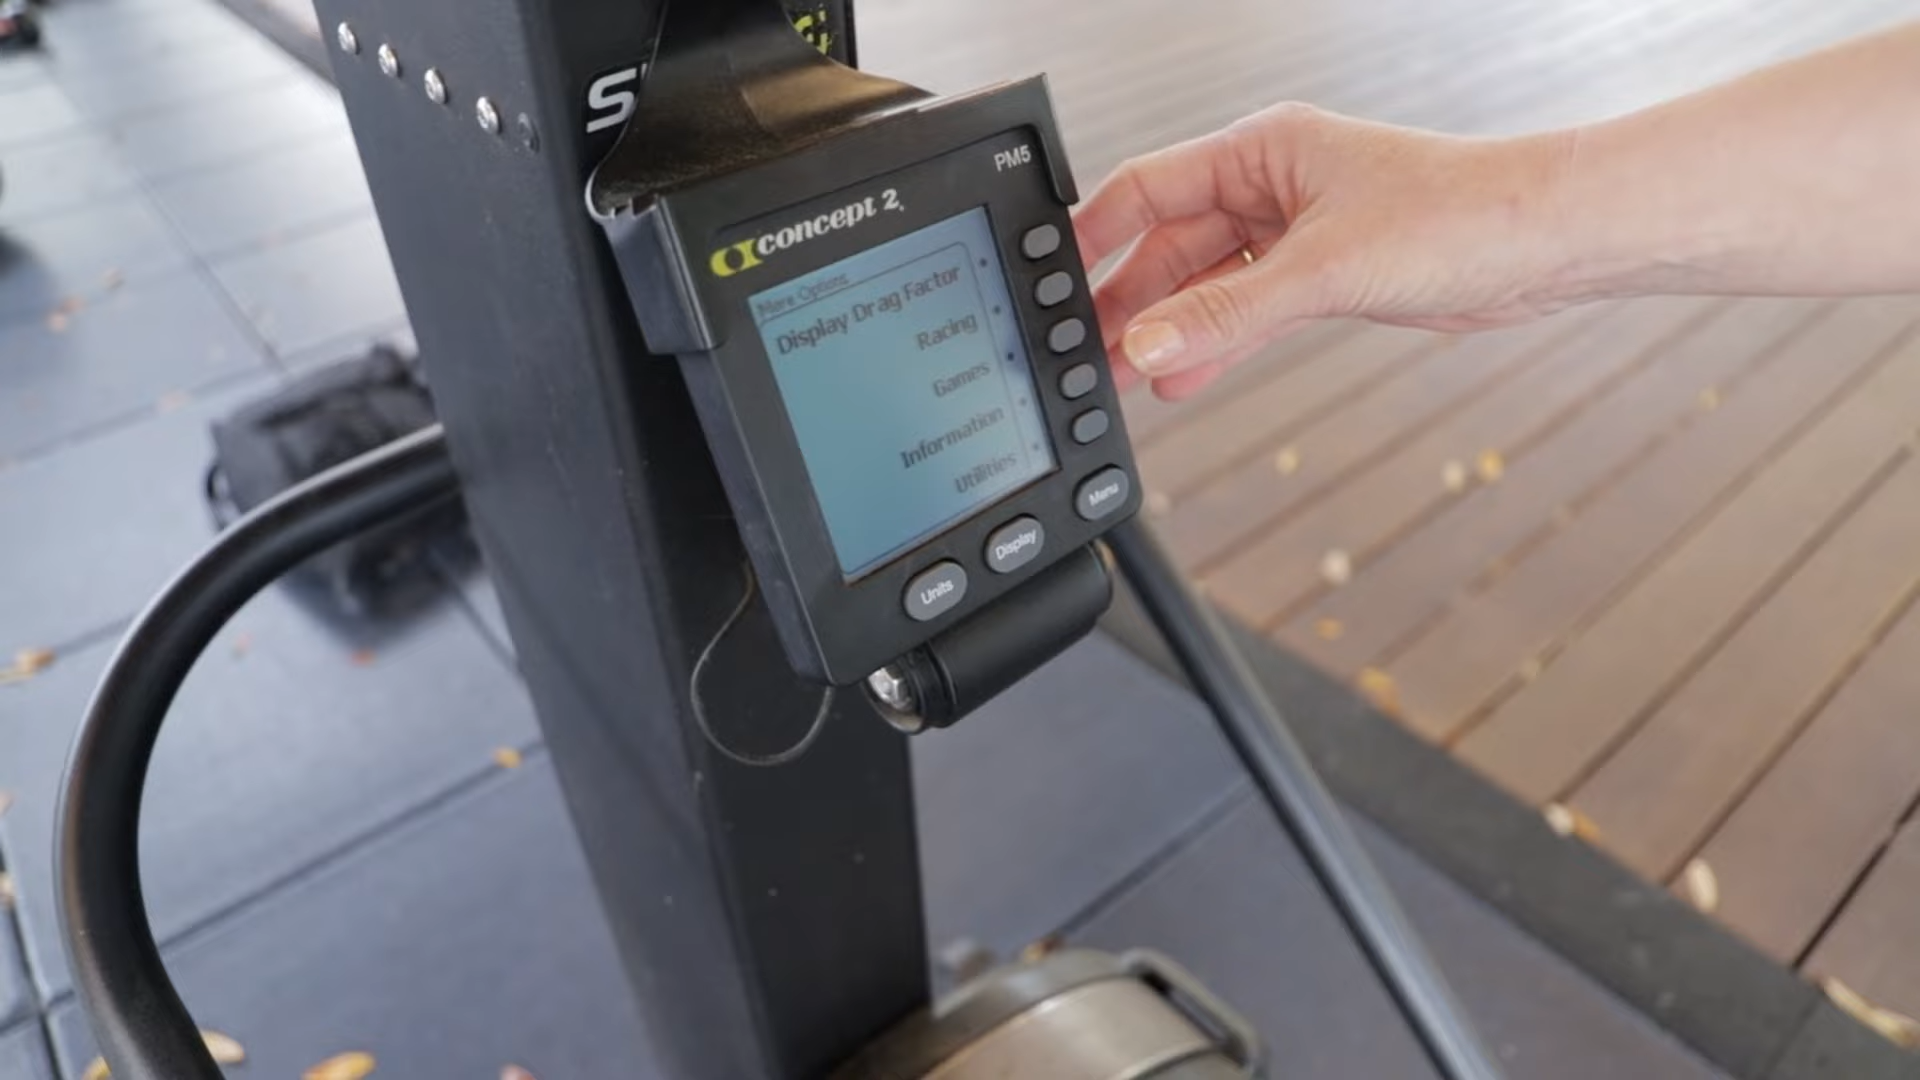 PM5
concept 2
More Options
Display Drag Factor
Racing
Games
Information
Utilities
Units
Display
Menu